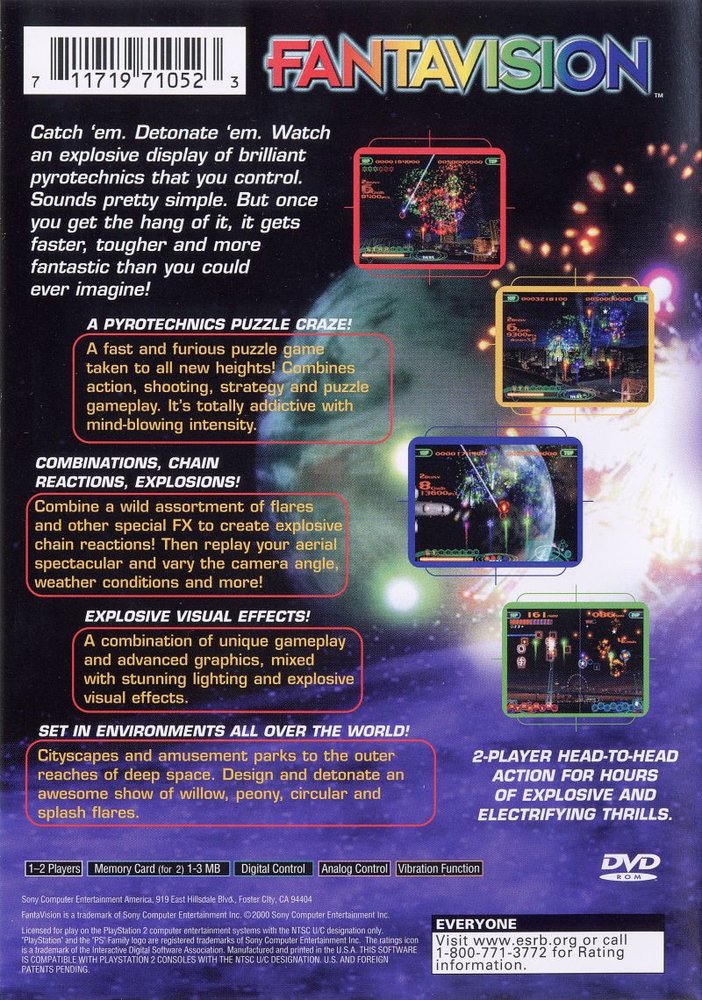 7 11719 71052 3
FANTAVISION™
Catch 'em. Detonate 'em. Watch
an explosive display of brilliant
pyrotechnics that you control.
Sounds pretty simple. But once
you get the hang of it, it gets
faster, tougher and more
fantastic than you could
ever imagine!
A PYROTECHNICS PUZZLE CRAZE!
A fast and furious puzzle game
taken to all new heights! Combines
action, shooting, strategy and puzzle
gameplay. It's totally addictive with
mind-blowing intensity.
COMBINATIONS, CHAIN
REACTIONS, EXPLOSIONS!
Combine a wild assortment of flares
and other special FX to create explosive
chain reactions! Then replay your aerial
spectacular and vary the camera angle,
weather conditions and more!
EXPLOSIVE VISUAL EFFECTS!
A combination of unique gameplay
and advanced graphics, mixed
with stunning lighting and explosive
visual effects.
SET IN ENVIRONMENTS ALL OVER THE WORLD!
Cityscapes and amusement parks to the outer
reaches of deep space. Design and detonate an
awesome show of willow, peony, circular and
splash flares.
2-PLAYER HEAD-TO-HEAD
ACTION FOR HOURS
OF EXPLOSIVE AND
ELECTRIFYING THRILLS.
1–2 Players Memory Card (for 2) 1-3 MB Digital Control Analog Control Vibration Function
DVD
ROM
Sony Computer Entertainment America, 919 East Hillsdale Blvd., Foster City, CA 94404
FantaVision is a trademark of Sony Computer Entertainment Inc. ©2000 Sony Computer Entertainment Inc.
Licensed for play on the PlayStation 2 computer entertainment systems with the NTSC U/C designation only.
"PlayStation" and the "PS" Family logo are registered trademarks of Sony Computer Entertainment Inc. The ratings icon
is a trademark of the Interactive Digital Software Association. Manufactured and printed in the U.S.A. THIS SOFTWARE
IS COMPATIBLE WITH PLAYSTATION 2 CONSOLES WITH THE NTSC U/C DESIGNATION. U.S. AND FOREIGN
PATENTS PENDING.
EVERYONE
Visit www.esrb.org or call
1-800-771-3772 for Rating
information.